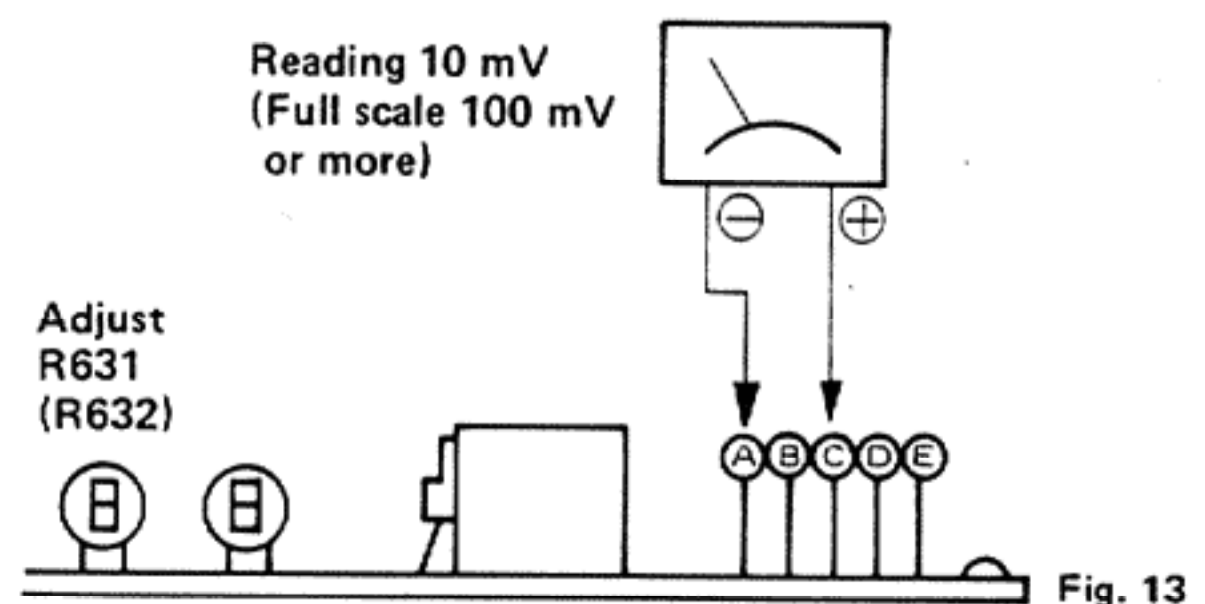 Reading 10 mV
(Full scale 100 mV
or more)
⊖ ⊕
Adjust
R631
(R632)
A B C D E
Fig. 13